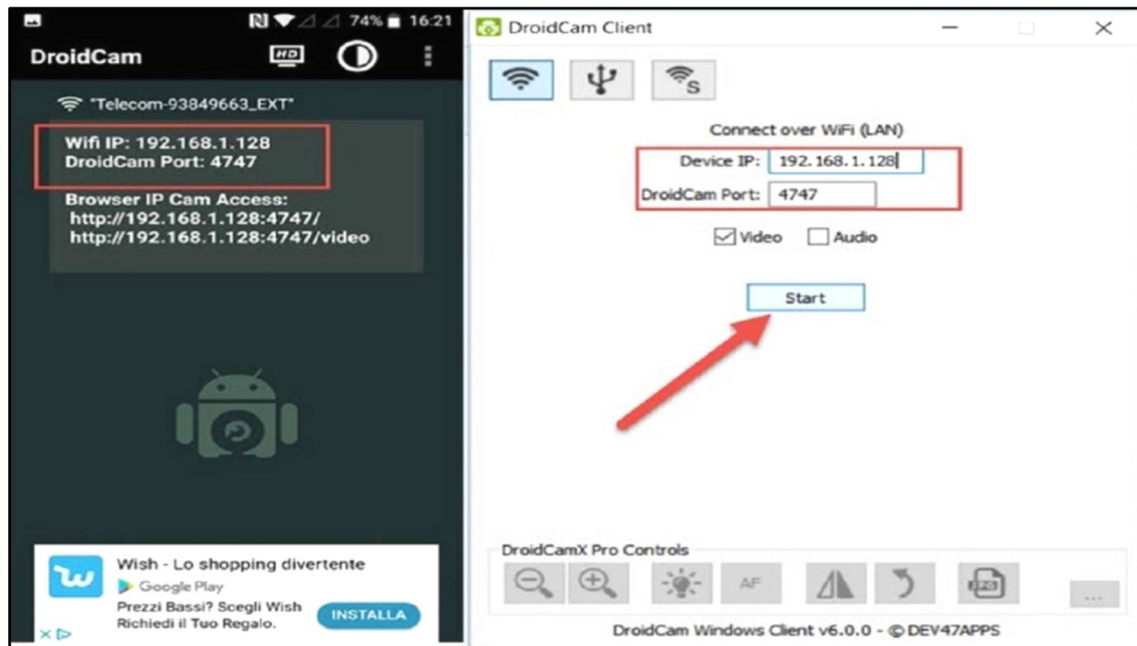 74% 16:21
DroidCam
HD
"Telecom-93849663_EXT"
Wifi IP: 192.168.1.128
DroidCam Port: 4747
Browser IP Cam Access:
http://192.168.1.128:4747/
http://192.168.1.128:4747/video
Wish - Lo shopping divertente
Google Play
Prezzi Bassi? Scegli Wish
Richiedi il Tuo Regalo.
INSTALLA
DroidCam Client
S
Connect over WiFi (LAN)
Device IP: 192.168.1.128
DroidCam Port: 4747
Video Audio
Start
DroidCamX Pro Controls
AF
JPG
...
DroidCam Windows Client v6.0.0 - © DEV47APPS